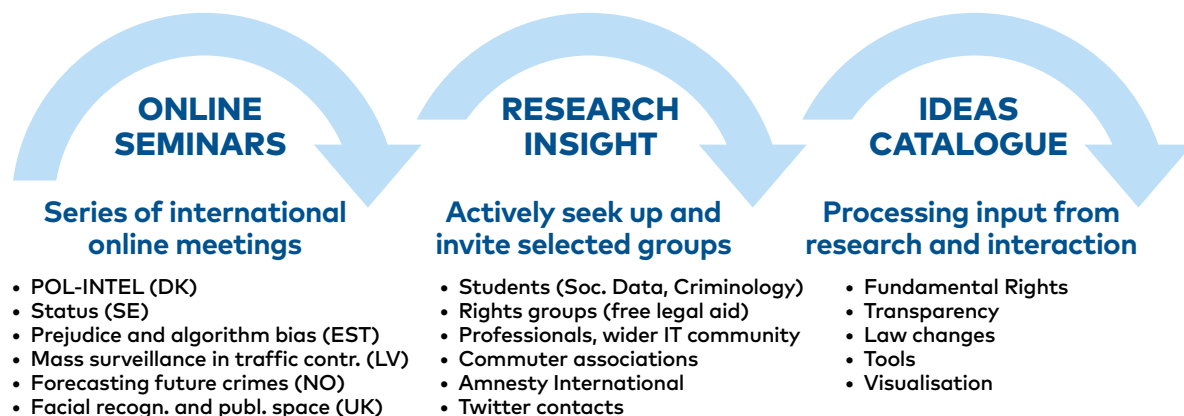 ONLINE
SEMINARS
Series of international
online meetings
• POL-INTEL (DK)
• Status (SE)
• Prejudice and algorithm bias (EST)
• Mass surveillance in traffic contr. (LV)
• Forecasting future crimes (NO)
• Facial recogn. and publ. space (UK)
RESEARCH
INSIGHT
Actively seek up and
invite selected groups
• Students (Soc. Data, Criminology)
• Rights groups (free legal aid)
• Professionals, wider IT community
• Commuter associations
• Amnesty International
• Twitter contacts
IDEAS
CATALOGUE
Processing input from
research and interaction
• Fundamental Rights
• Transparency
• Law changes
• Tools
• Visualisation